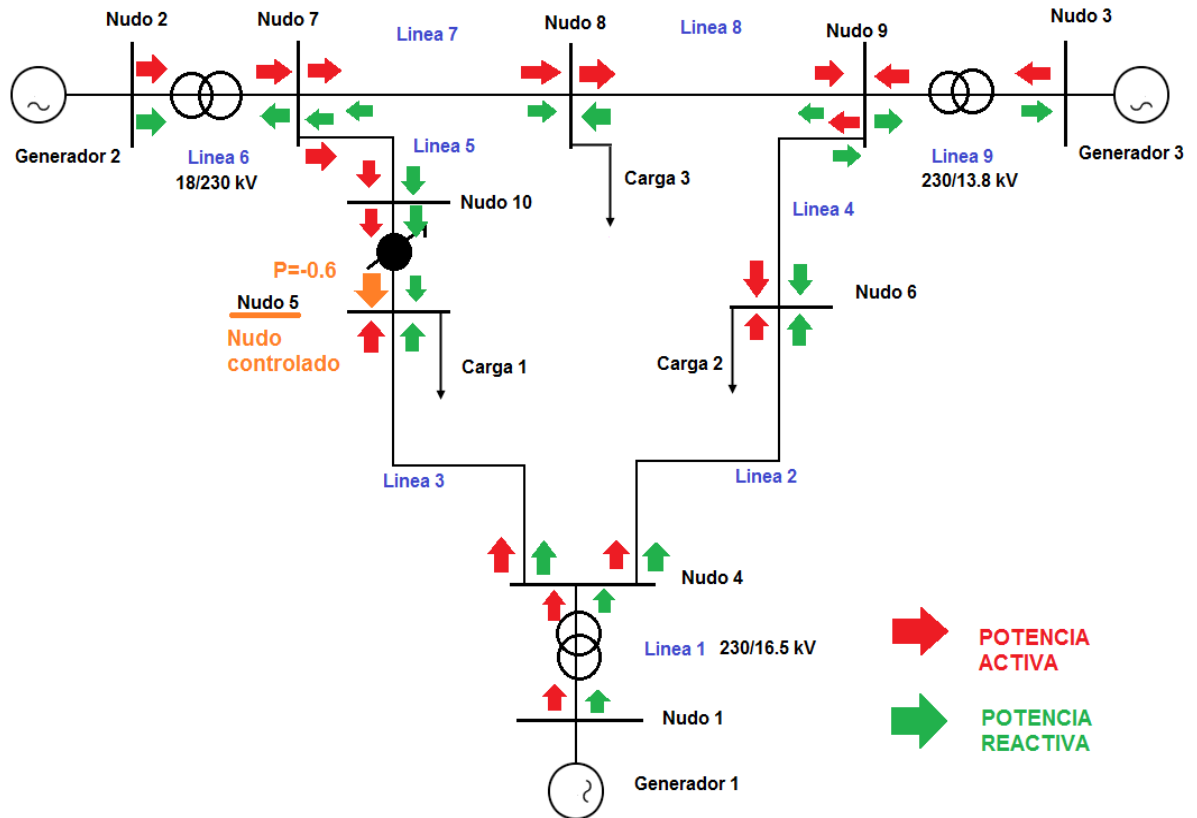 Nudo 2
Nudo 7
Linea 7
Nudo 8
Linea 8
Nudo 9
Nudo 3
Generador 2
Linea 6
18/230 kV
Linea 5
Carga 3
Linea 9
230/13.8 kV
Generador 3
Nudo 10
Linea 4
P=-0.6
Nudo 5
Nudo
controlado
Carga 1
Nudo 6
Carga 2
Linea 3
Linea 2
Nudo 4
Linea 1 230/16.5 kV
Nudo 1
Generador 1
POTENCIA
ACTIVA
POTENCIA
REACTIVA